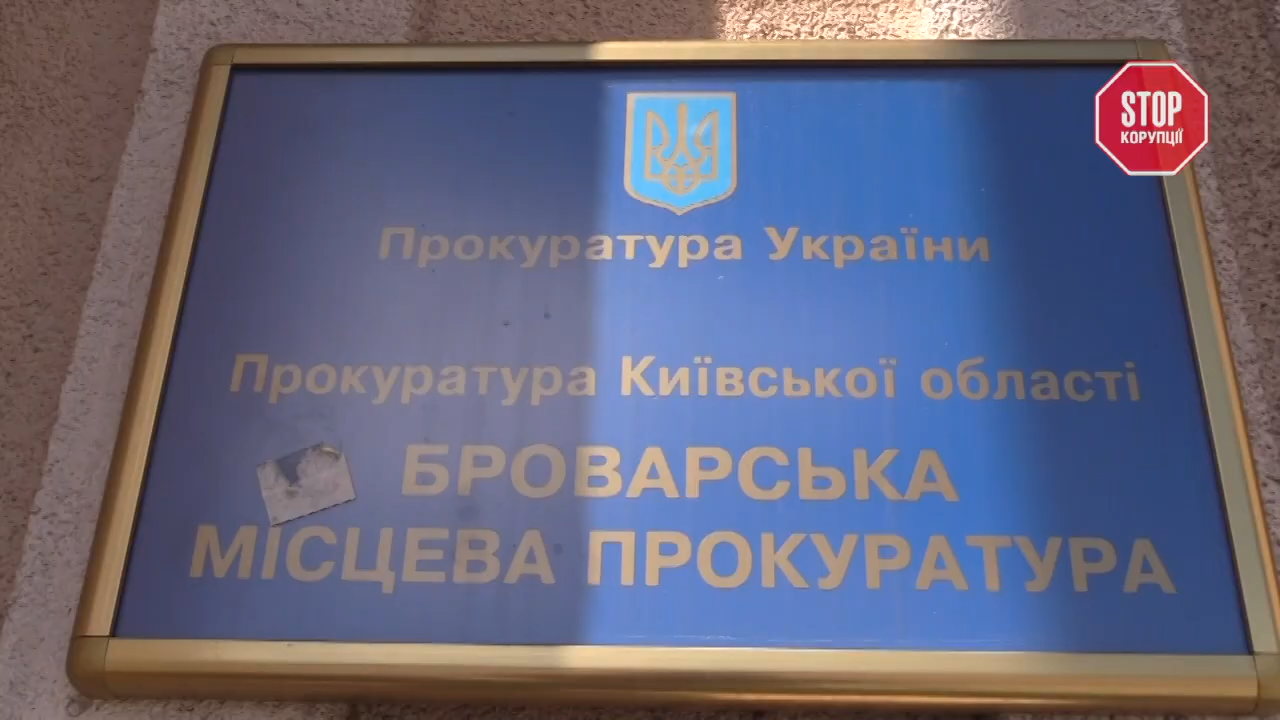 STOP
КОРУПЦІЇ
Прокуратура України
Прокуратура Київської області
БРОВАРСЬКА
МІСЦЕВА ПРОКУРАТУРА